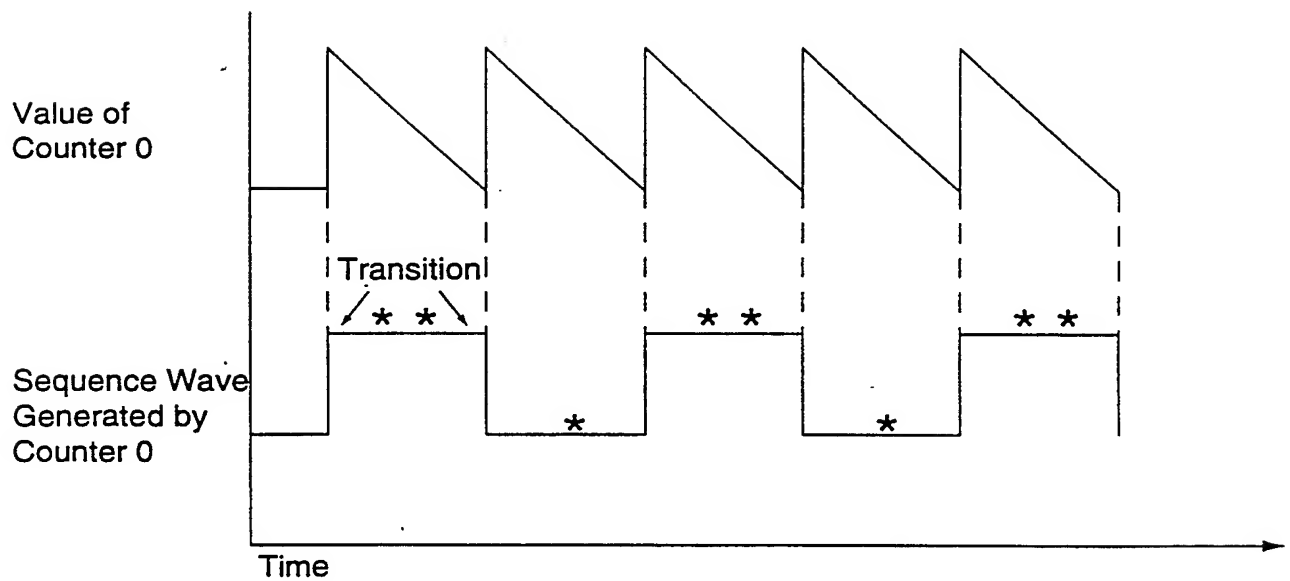 Value of
Counter 0
Transition
* *
* *
* *
Sequence Wave
Generated by
Counter 0
*
*
Time